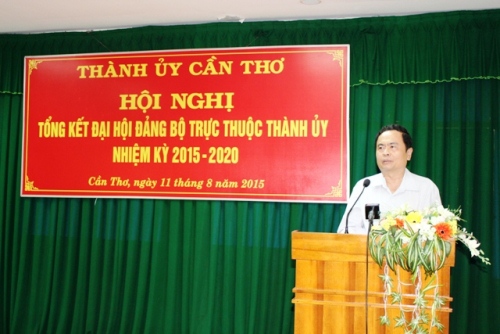 THÀNH ỦY CẦN THƠ
HỘI NGHỊ
TỔNG KẾT ĐẠI HỘI ĐẢNG BỘ TRỰC THUỘC THÀNH ỦY
NHIỆM KỲ 2015-2020
Cần Thơ, ngày 11 tháng 8 năm 2015